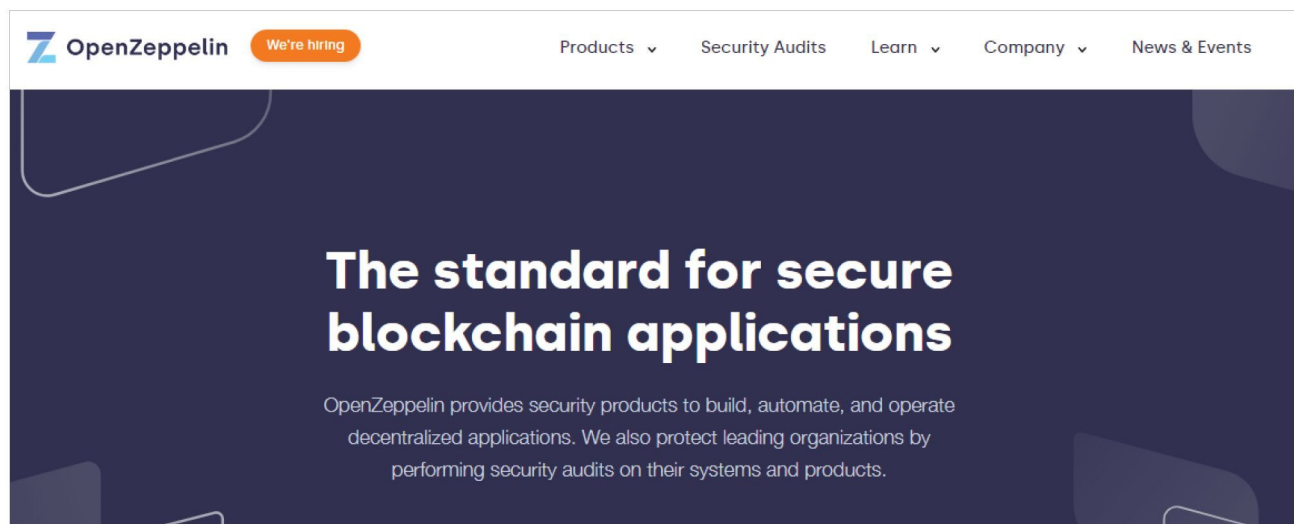 OpenZeppelin
We're hiring
Products
Security Audits
Learn
Company
News & Events
The standard for secure
blockchain applications
OpenZeppelin provides security products to build, automate, and operate
decentralized applications. We also protect leading organizations by
performing security audits on their systems and products.